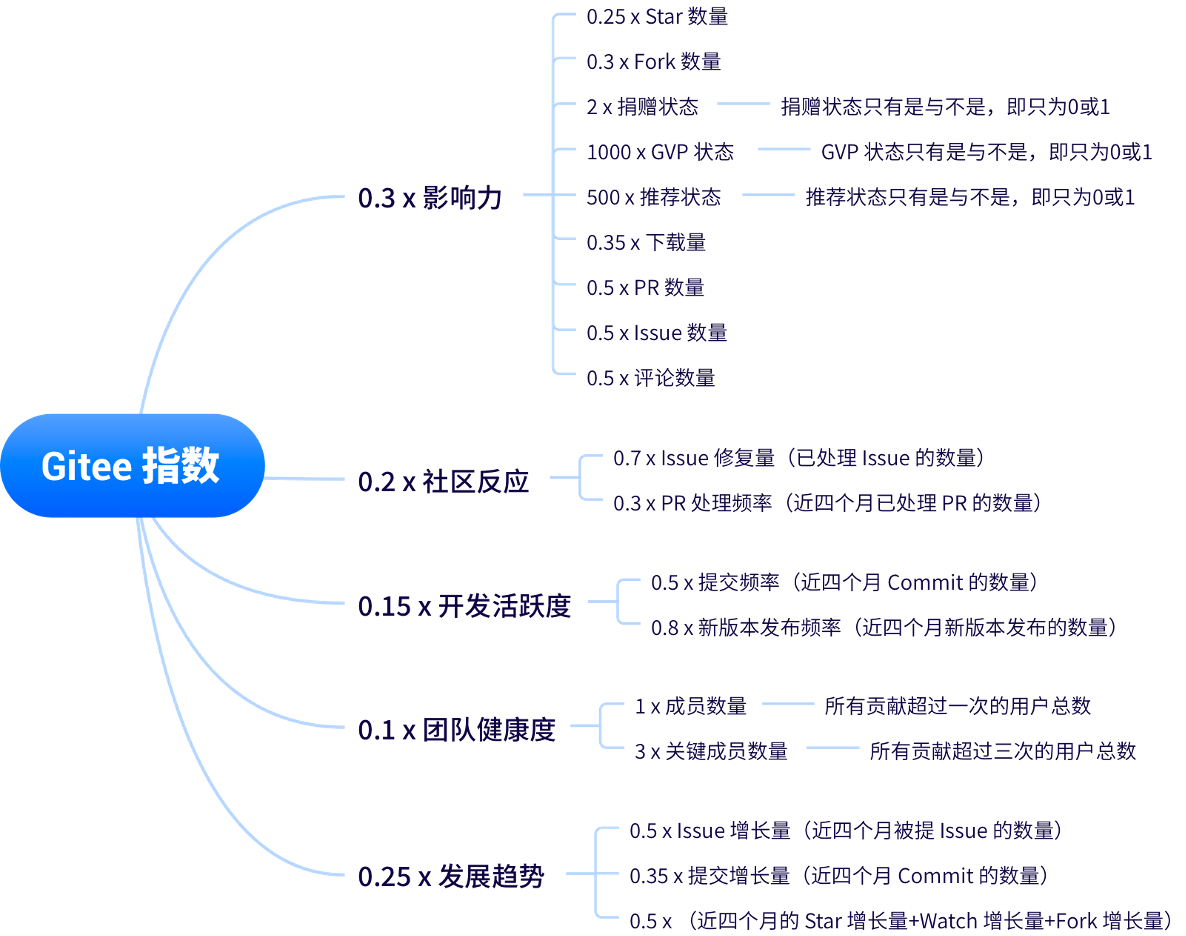 Gitee 指数
0.3 x 影响力
0.25 x Star 数量
0.3 x Fork 数量
2 x 捐赠状态
捐赠状态只有是与不是，即只为0或1
1000 x GVP 状态
GVP 状态只有是与不是，即只为0或1
500 x 推荐状态
推荐状态只有是与不是，即只为0或1
0.35 x 下载量
0.5 x PR 数量
0.5 x Issue 数量
0.5 x 评论数量
0.2 x 社区反应
0.7 x Issue 修复量（已处理 Issue 的数量）
0.3 x PR 处理频率（近四个月已处理 PR 的数量）
0.15 x 开发活跃度
0.5 x 提交频率（近四个月 Commit 的数量）
0.8 x 新版本发布频率（近四个月新版本发布的数量）
0.1 x 团队健康度
1 x 成员数量
所有贡献超过一次的用户总数
3 x 关键成员数量
所有贡献超过三次的用户总数
0.25 x 发展趋势
0.5 x Issue 增长量（近四个月被提 Issue 的数量）
0.35 x 提交增长量（近四个月 Commit 的数量）
0.5 x （近四个月的 Star 增长量+Watch 增长量+Fork 增长量）